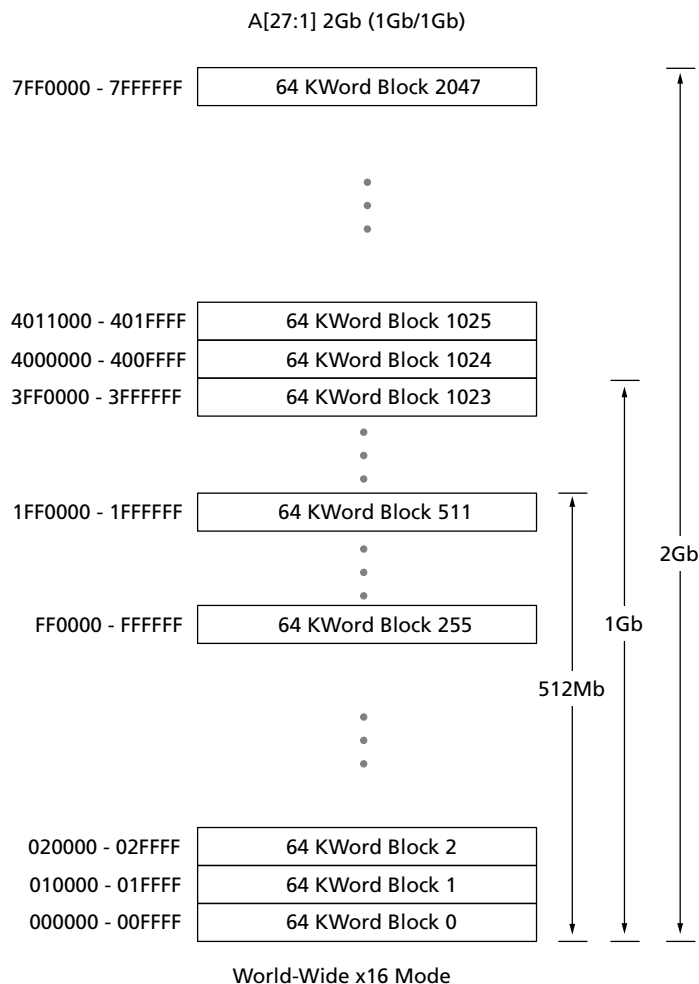 A[27:1] 2Gb (1Gb/1Gb)
7FF0000 - 7FFFFFF 64 KWord Block 2047
4011000 - 401FFFF 64 KWord Block 1025
4000000 - 400FFFF 64 KWord Block 1024
3FF0000 - 3FFFFFF 64 KWord Block 1023
1FF0000 - 1FFFFFF 64 KWord Block 511
2Gb
FF0000 - FFFFFF 64 KWord Block 255
1Gb
512Mb
020000 - 02FFFF 64 KWord Block 2
010000 - 01FFFF 64 KWord Block 1
000000 - 00FFFF 64 KWord Block 0
World-Wide x16 Mode